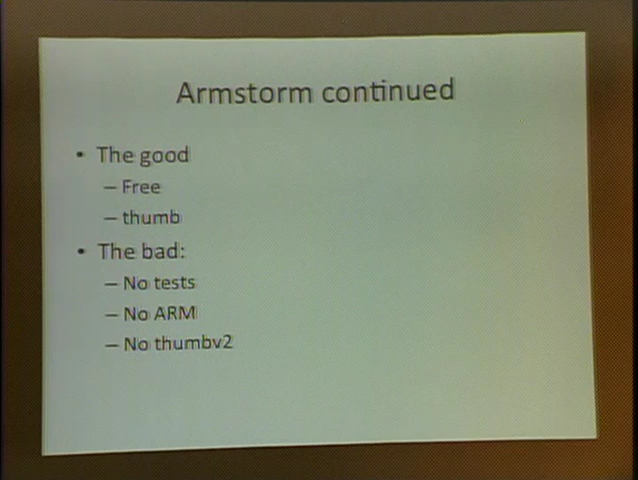 Armstorm continued
• The good
– Free
– thumb
• The bad:
– No tests
– No ARM
– No thumbv2